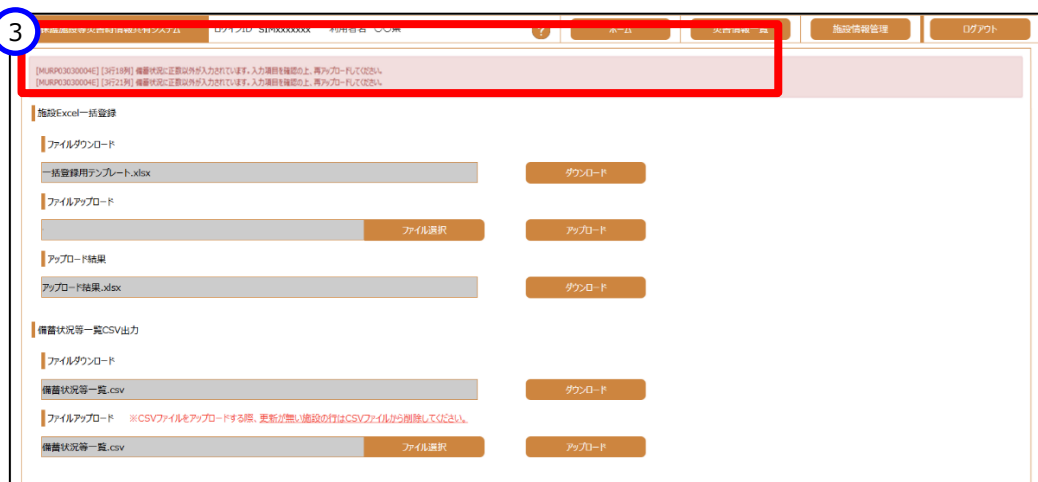 3
ログインID SIMxxxxxxx 利用者名 〇〇県 ? ホーム 災害情報一覧 施設情報管理 ログアウト
[MURP03030004E] [3行18列] 備蓄状況に正数以外が入力されています。入力項目を確認の上、再アップロードしてください。
[MURP03030004E] [3行21列] 備蓄状況に正数以外が入力されています。入力項目を確認の上、再アップロードしてください。
施設Excel一括登録
ファイルダウンロード
一括登録用テンプレート.xlsx ダウンロード
ファイルアップロード
ファイル選択 アップロード
アップロード結果
アップロード結果.xlsx ダウンロード
備蓄状況等一覧CSV出力
ファイルダウンロード
備蓄状況等一覧.csv ダウンロード
ファイルアップロード ※CSVファイルをアップロードする際、更新が無い施設の行はCSVファイルから削除してください。
備蓄状況等一覧.csv ファイル選択 アップロード